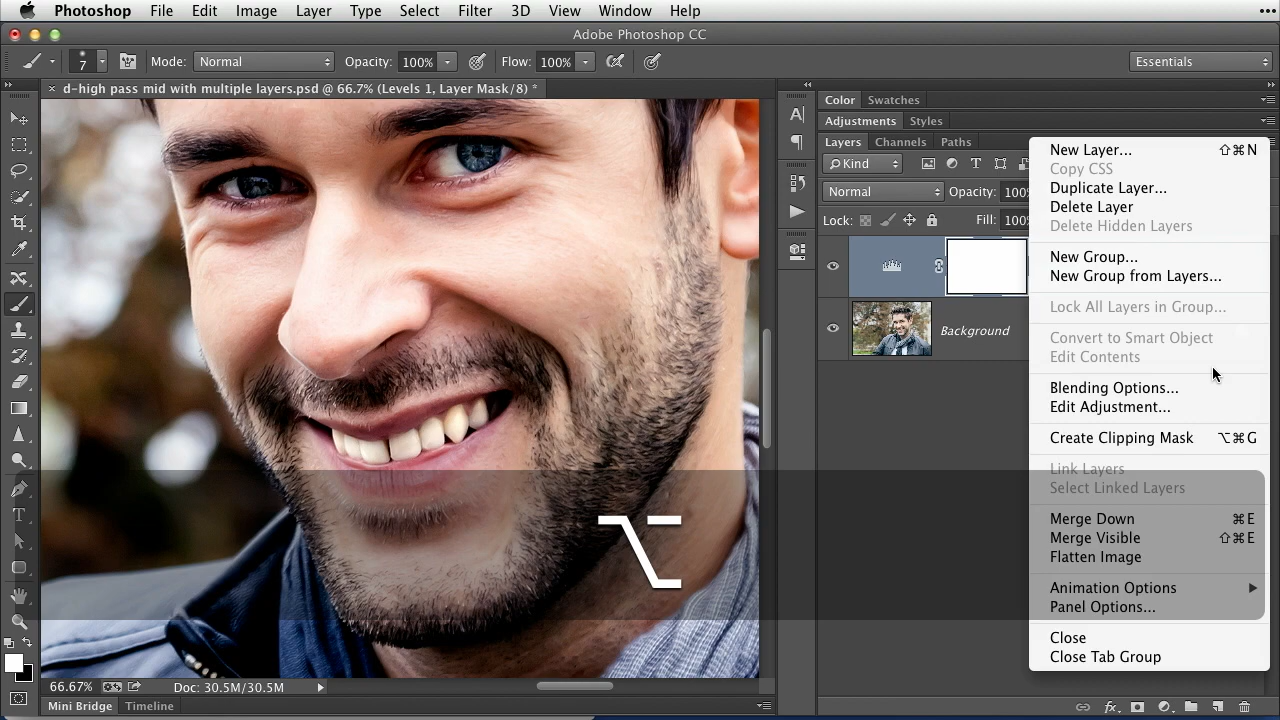 Photoshop File Edit Image Layer Type Select Filter 3D View Window Help
Adobe Photoshop CC
7 Mode: Normal Opacity: 100% Flow: 100% Essentials
× d-high pass mid with multiple layers.psd @ 66.7% (Levels 1, Layer Mask/8) *
Color Swatches
Adjustments Styles
Layers Channels Paths
Kind
Normal Opacity: 100
Lock: Fill: 100
Background
New Layer... ⇧⌘N
Copy CSS
Duplicate Layer...
Delete Layer
Delete Hidden Layers
New Group...
New Group from Layers...
Lock All Layers in Group...
Convert to Smart Object
Edit Contents
Blending Options...
Edit Adjustment...
Create Clipping Mask ⌥⌘G
Link Layers
Select Linked Layers
Merge Down ⌘E
Merge Visible ⇧⌘E
Flatten Image
Animation Options
Panel Options...
Close
Close Tab Group
⌥
66.67% Doc: 30.5M/30.5M
Mini Bridge Timeline